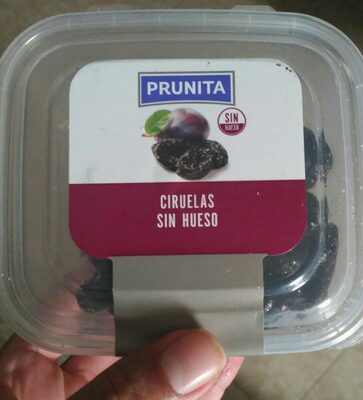 PRUNITA
SIN
HUESO
CIRUELAS
SIN HUESO